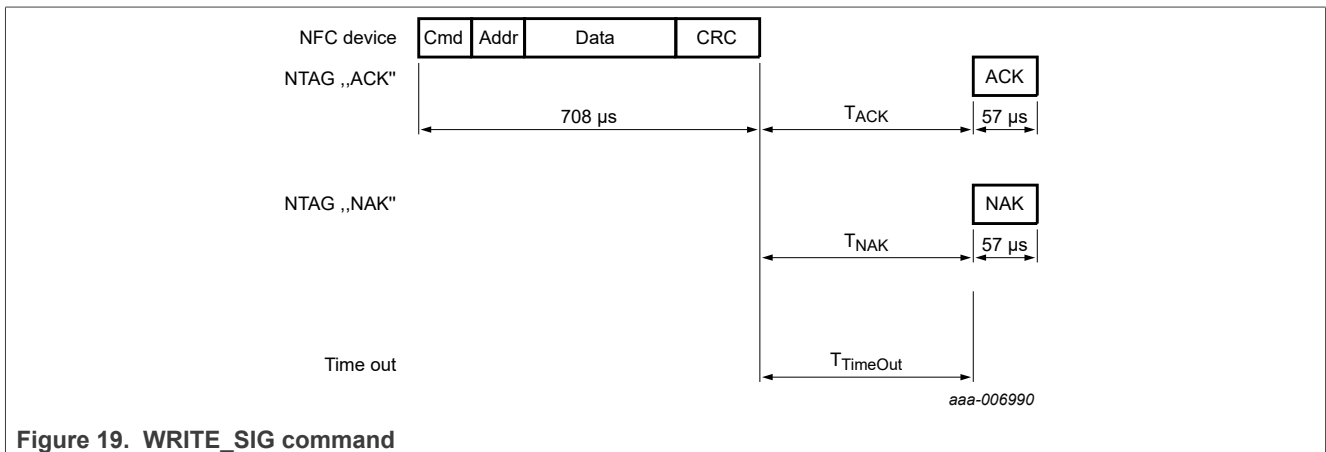 NFC device Cmd Addr Data CRC
NTAG ,,ACK" ACK
708 µs TACK 57 µs
NTAG ,,NAK" NAK
TNAK 57 µs
Time out TTimeOut
aaa-006990
Figure 19. WRITE_SIG command